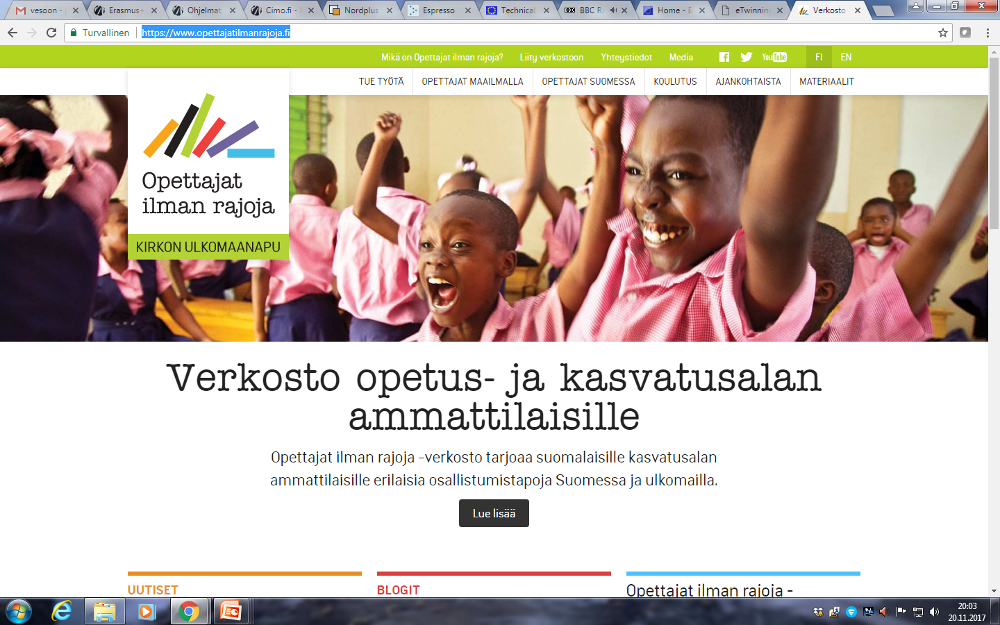 vesoon -
Erasmus+
Ohjelmat,
Cimo.fi -
Nordplus
Espresso
Technical
BBC Ra
Home - E
eTwinning
Verkosto
Turvallinen
https://www.opettajatilmanrajoja.fi
Mikä on Opettajat ilman rajoja? Liity verkostoon Yhteystiedot Media You Tube FI EN
TUE TYÖTÄ OPETTAJAT MAAILMALLA OPETTAJAT SUOMESSA KOULUTUS AJANKOHTAISTA MATERIAALIT
Opettajat
ilman rajoja
KIRKON ULKOMAANAPU
Verkosto opetus- ja kasvatusalan
ammattilaisille
Opettajat ilman rajoja -verkosto tarjoaa suomalaisille kasvatusalan
ammattilaisille erilaisia osallistumistapoja Suomessa ja ulkomailla.
Lue lisää
UUTISET
BLOGIT
Opettajat ilman rajoja -
20:03
20.11.2017